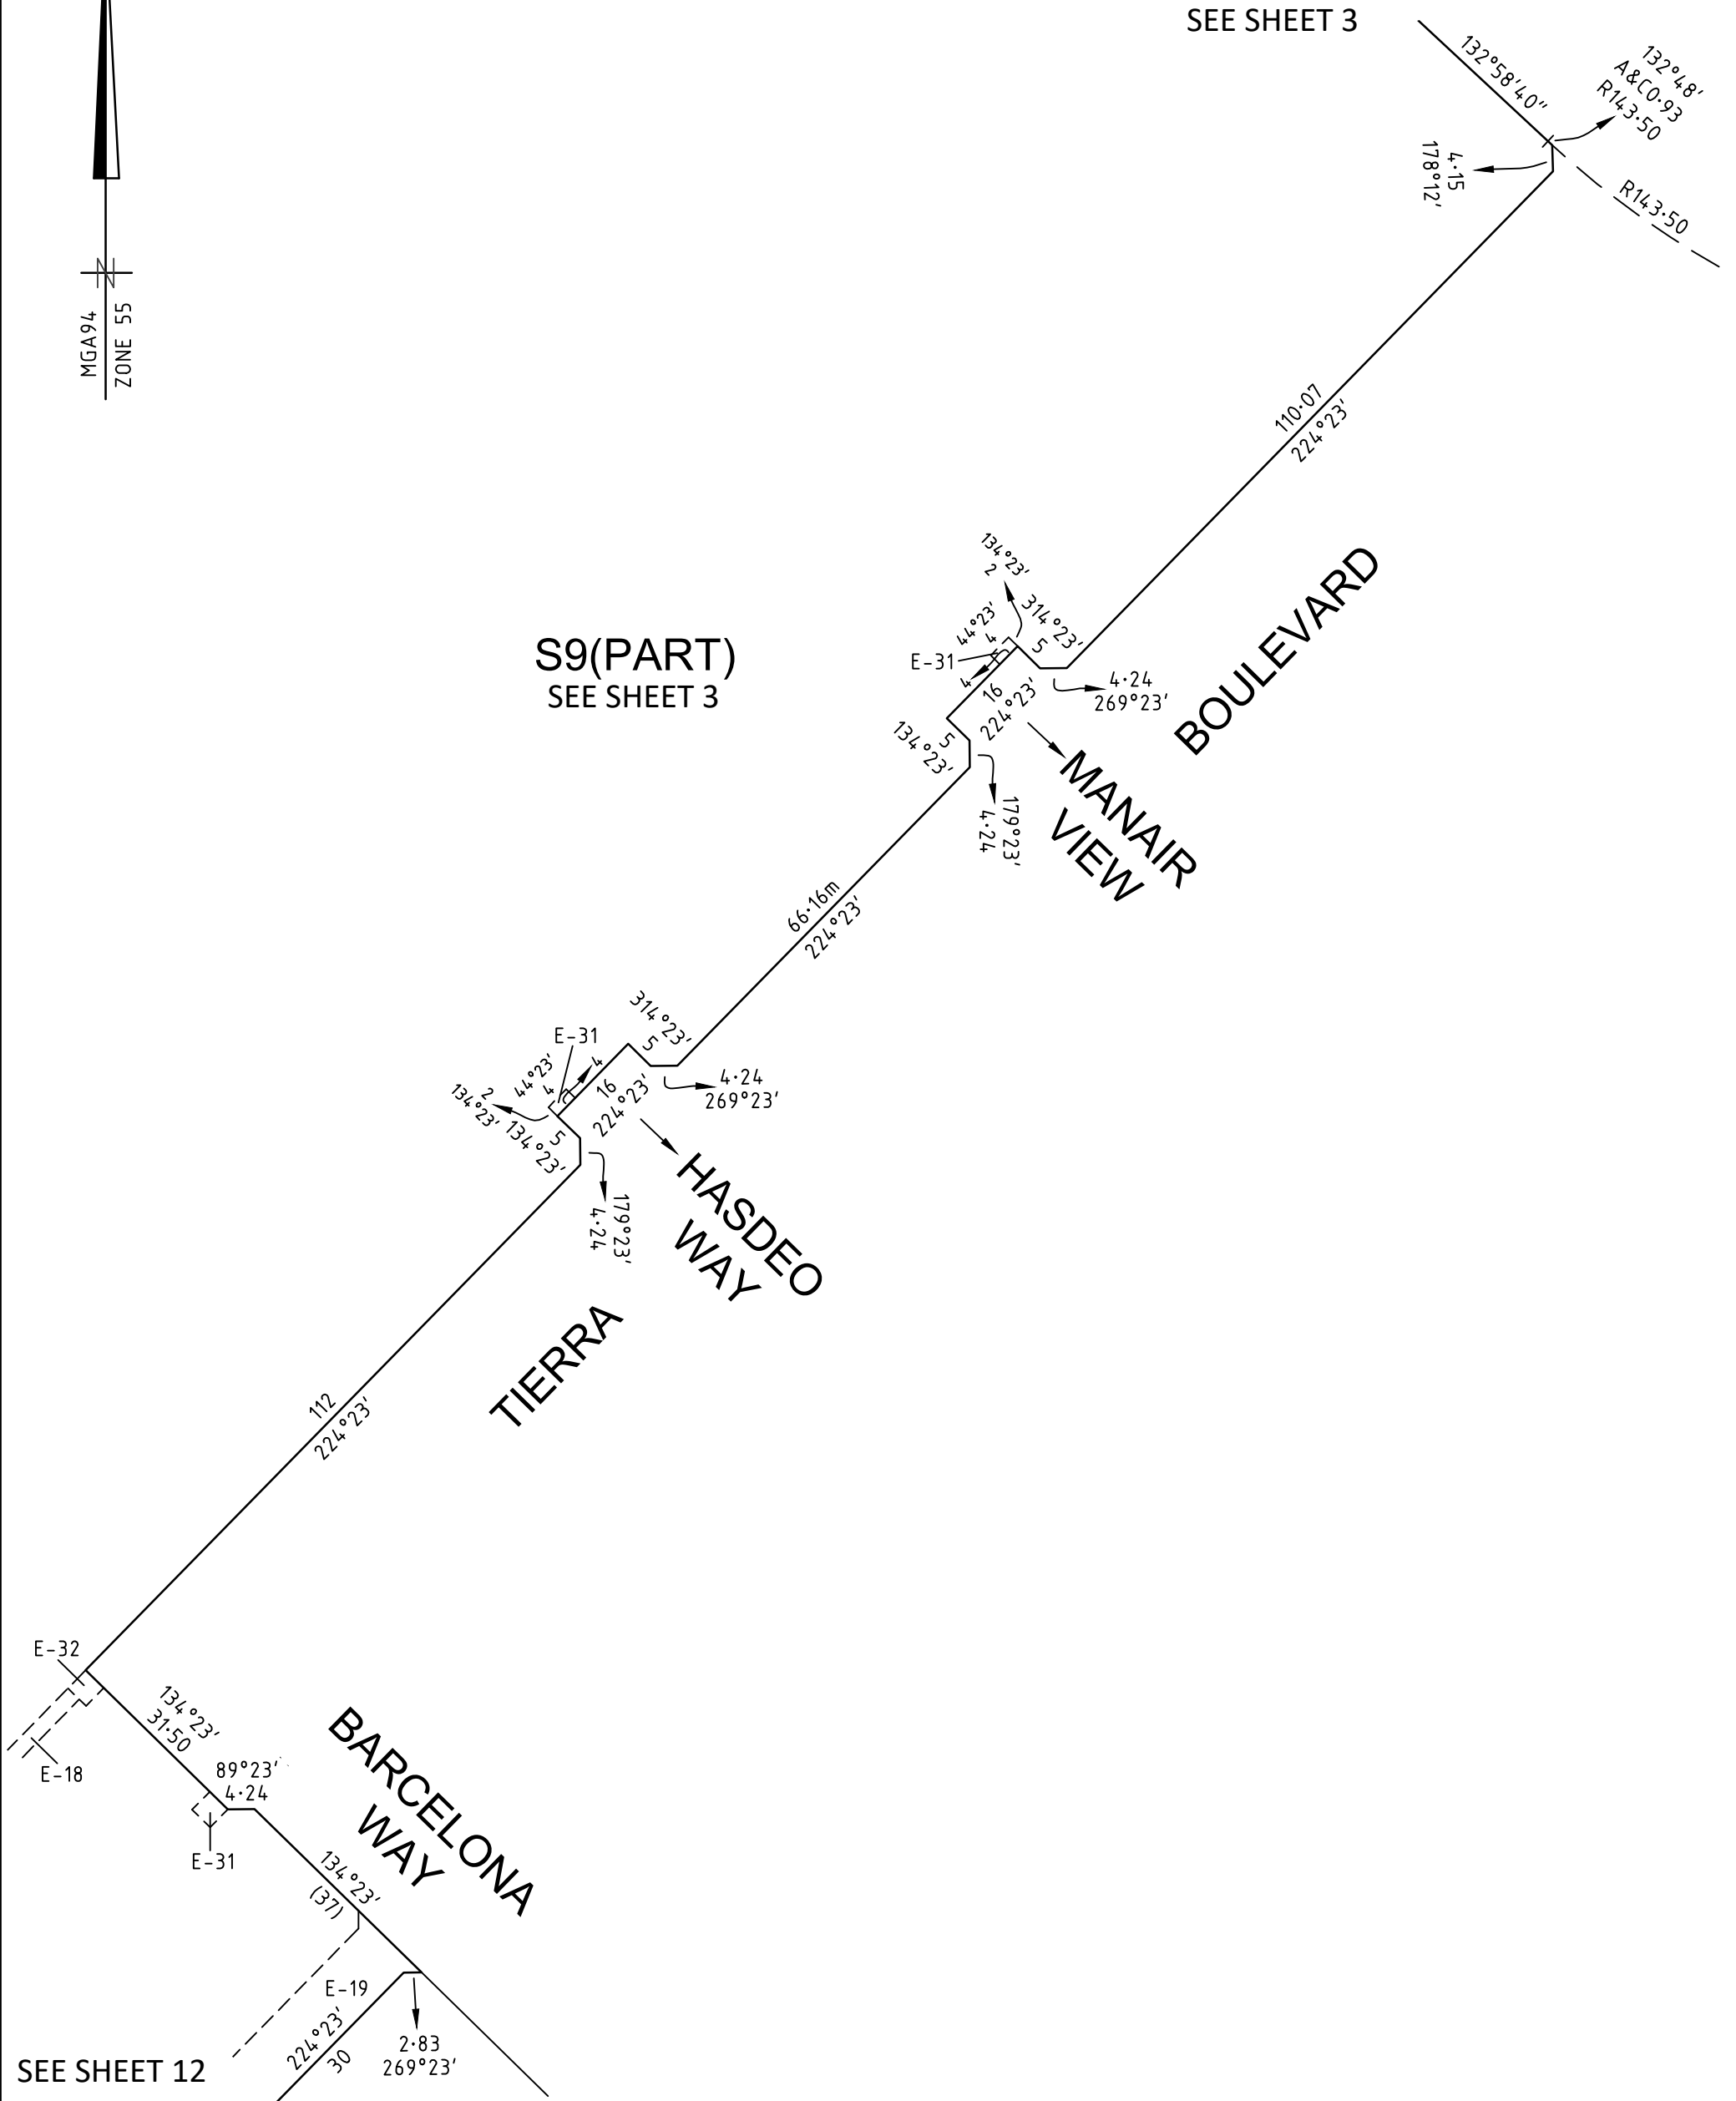 SEE SHEET 3
132°58'40"
132°48'
A&C0·93
R143·50
4·15
178°12'
R143·50
MGA94
ZONE 55
N
110·07
224°23'
BOULEVARD
134°23'
2
314°23'
5
44°23'
4
E-31
4
16
224°23'
4·24
269°23'
S9(PART)
SEE SHEET 3
5
134°23'
MANAIR
VIEW
179°23'
4·24
66·16m
224°23'
314°23'
5
E-31
44°23'
4
4
2
134°23'
16
224°23'
4·24
269°23'
5
134°23'
HASDEO
WAY
179°23'
4·24
TIERRA
112
224°23'
E-32
134°23'
31·50
E-18
89°23'
4·24
BARCELONA
WAY
E-31
134°23'
(37)
E-19
224°23'
30
2·83
269°23'
SEE SHEET 12